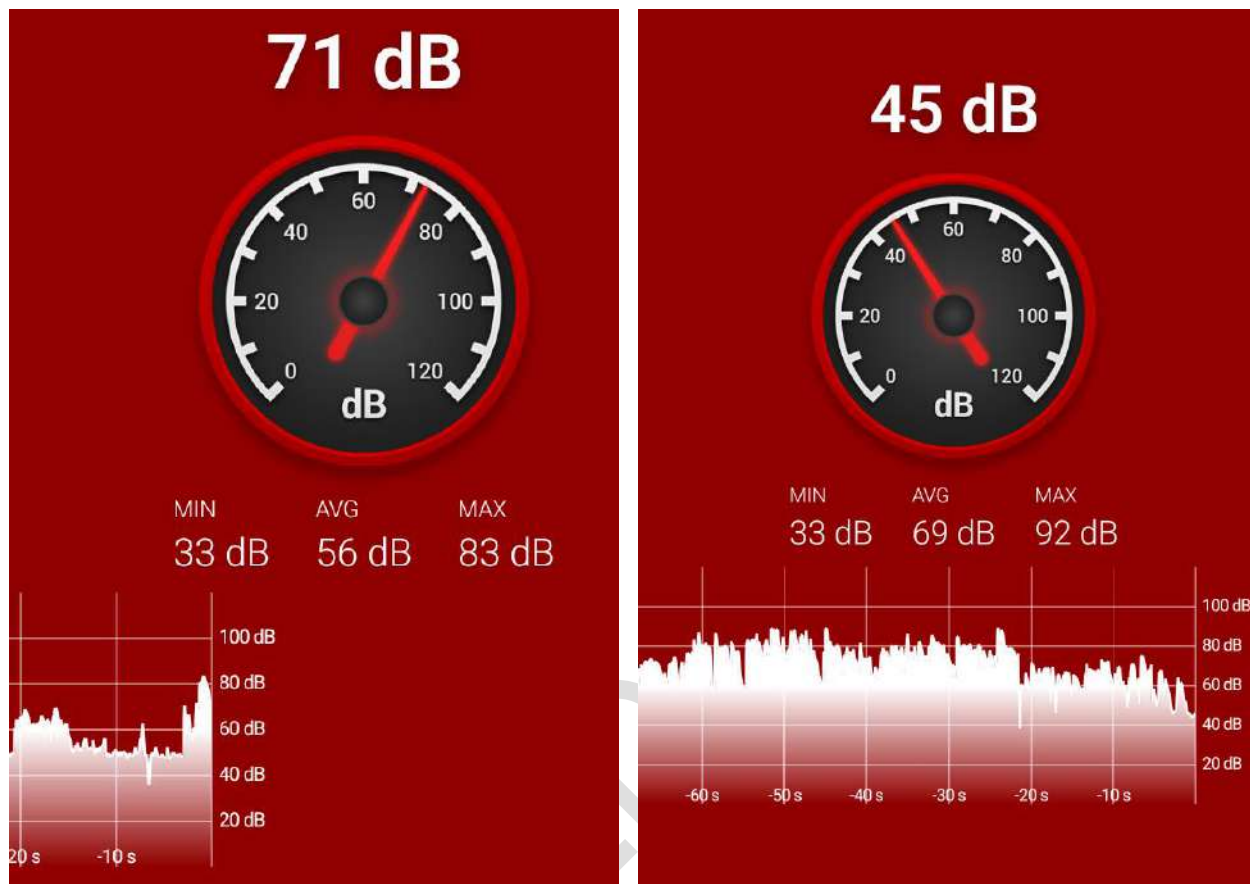 71 dB
60
40
80
20
100
0
120
dB
MIN AVG MAX
33 dB 56 dB 83 dB
100 dB
80 dB
60 dB
40 dB
20 dB
20 s -10 s
45 dB
60
40
80
20
100
0
120
dB
MIN AVG MAX
33 dB 69 dB 92 dB
100 dB
80 dB
60 dB
40 dB
20 dB
-60 s -50 s -40 s -30 s -20 s -10 s